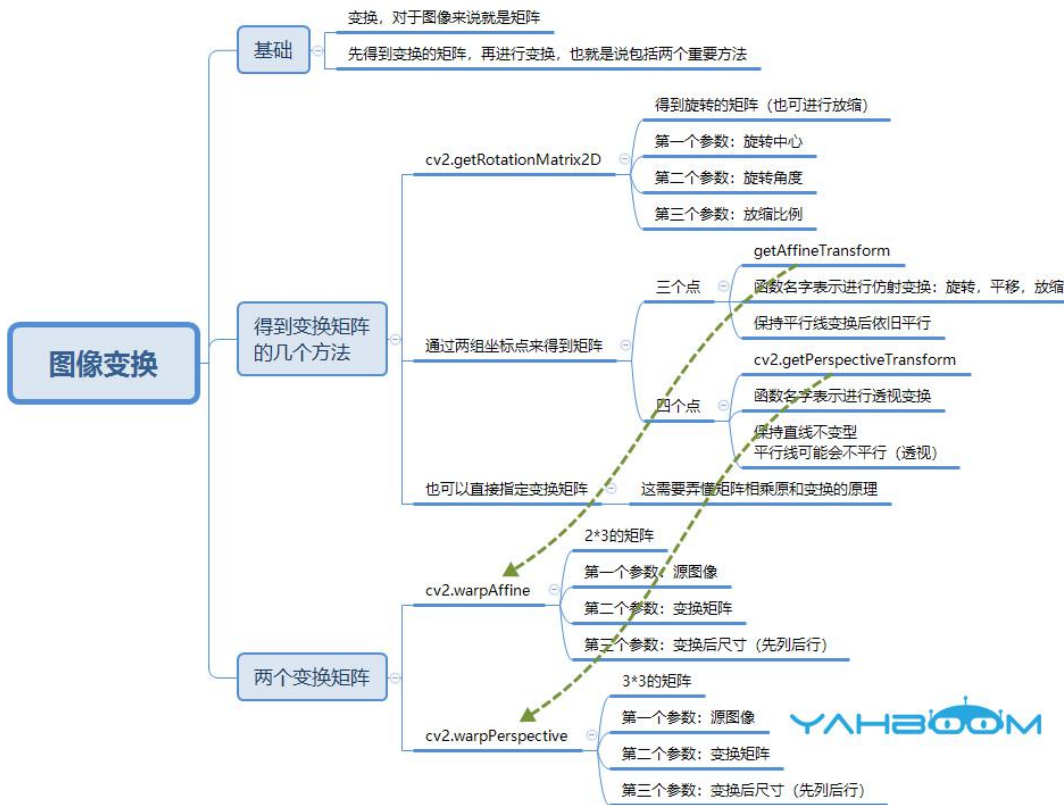 图像变换
基础
变换，对于图像来说就是矩阵
先得到变换的矩阵，再进行变换，也就是说包括两个重要方法
得到变换矩阵
的几个方法
cv2.getRotationMatrix2D
得到旋转的矩阵（也可进行放缩）
第一个参数：旋转中心
第二个参数：旋转角度
第三个参数：放缩比例
通过两组坐标点来得到矩阵
三个点
getAffineTransform
函数名字表示进行仿射变换：旋转，平移，放缩
保持平行线变换后依旧平行
四个点
cv2.getPerspectiveTransform
函数名字表示进行透视变换
保持直线不变型
平行线可能会不平行（透视）
也可以直接指定变换矩阵
这需要弄懂矩阵相乘原和变换的原理
两个变换矩阵
cv2.warpAffine
2*3的矩阵
第一个参数：源图像
第二个参数：变换矩阵
第三个参数：变换后尺寸（先列后行）
cv2.warpPerspective
3*3的矩阵
第一个参数：源图像
第二个参数：变换矩阵
第三个参数：变换后尺寸（先列后行）
YAHBOOM